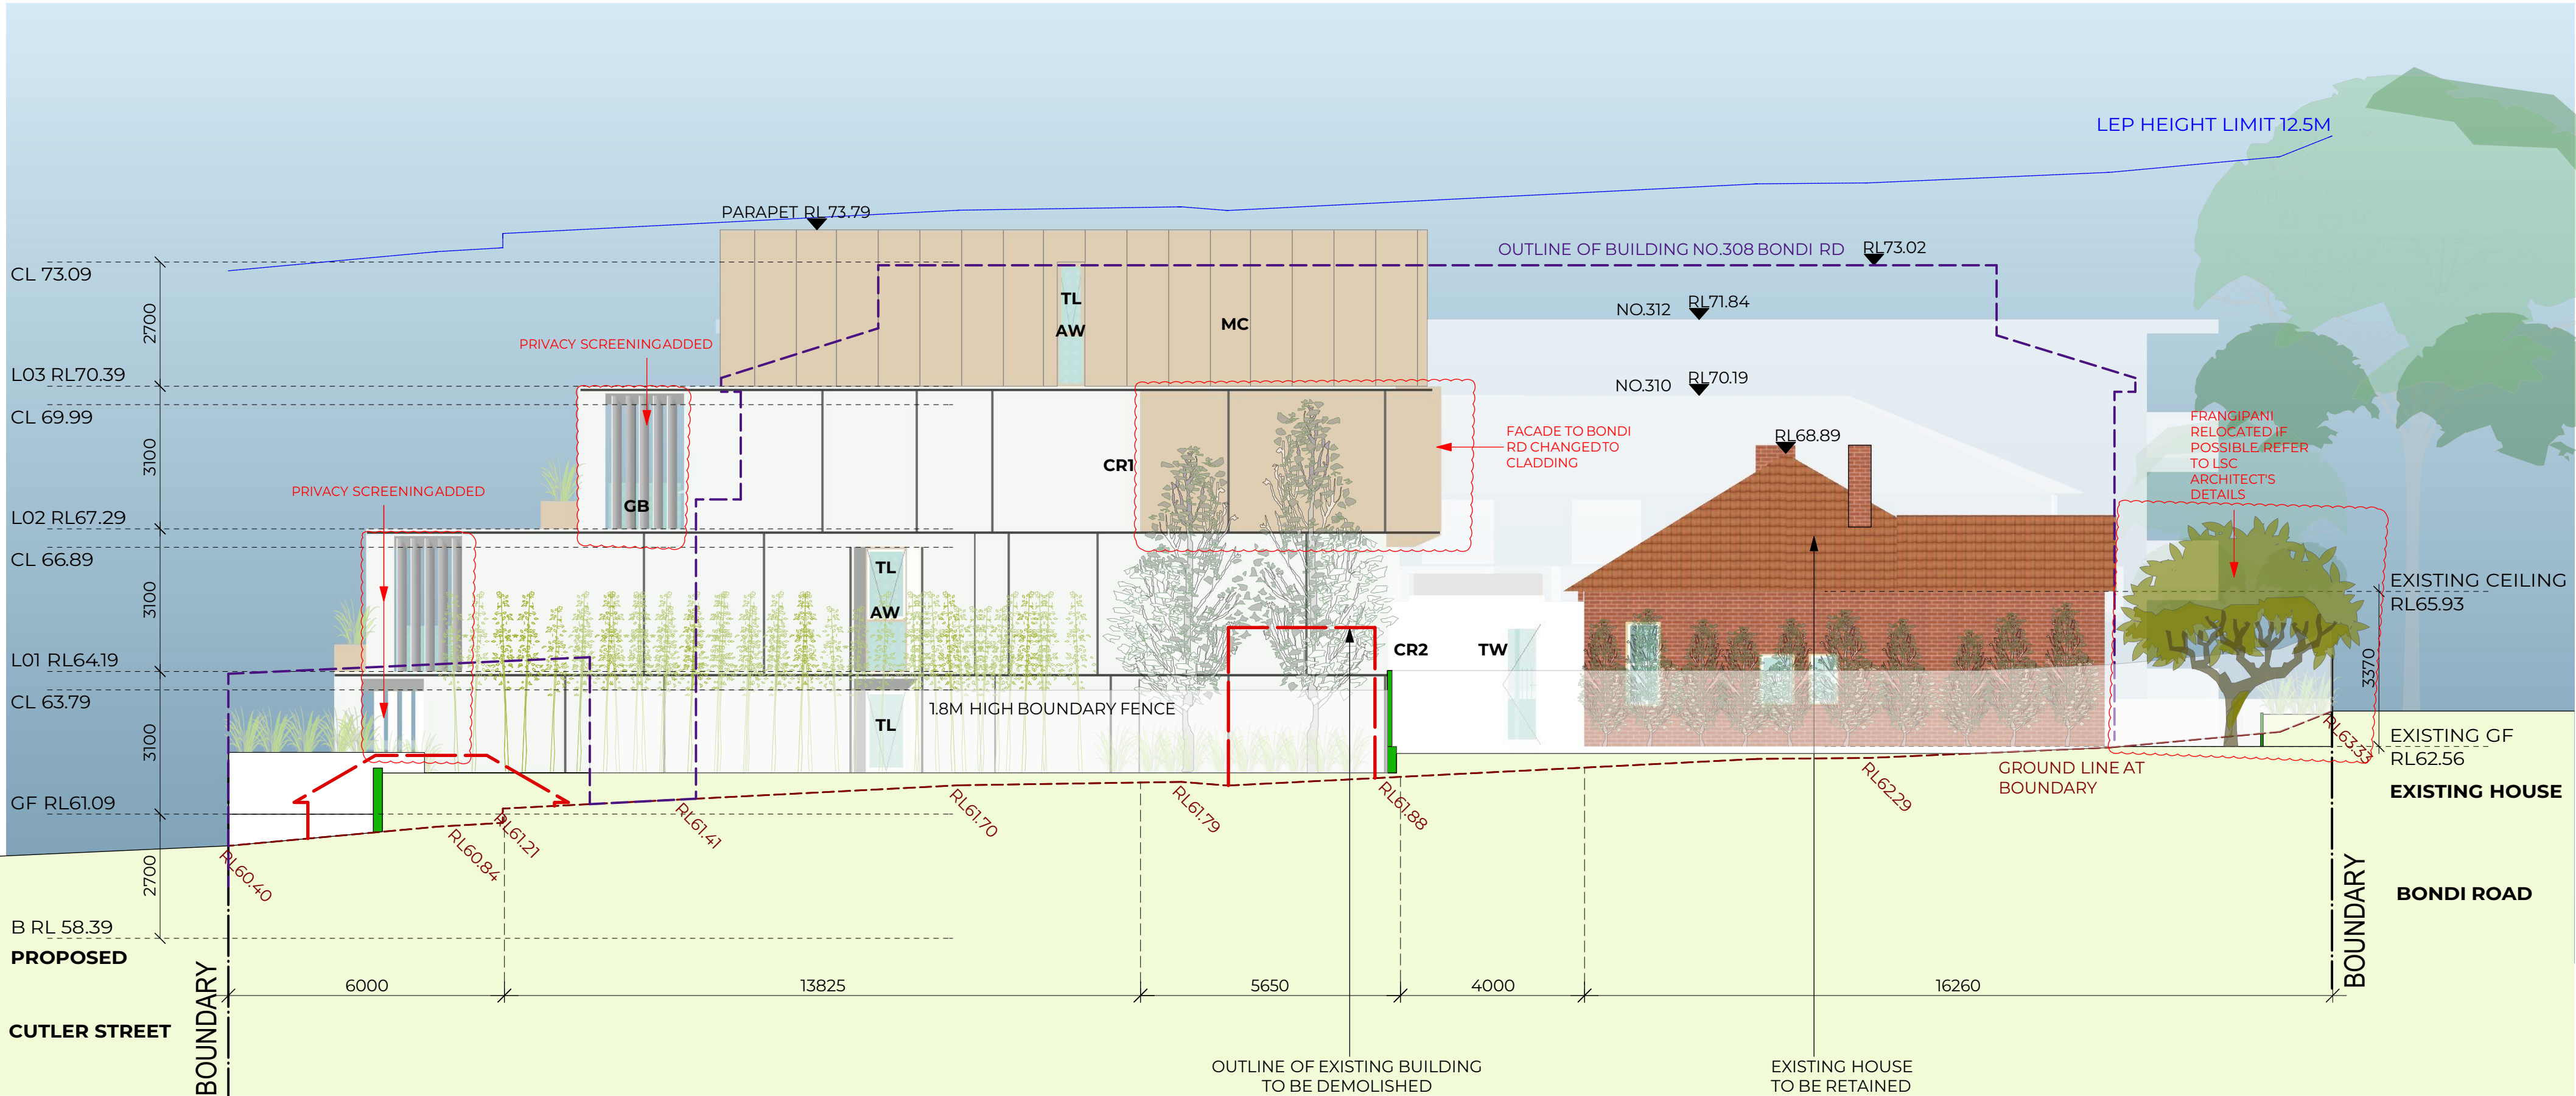 LEP HEIGHT LIMIT 12.5M
PARAPET RL 73.79
OUTLINE OF BUILDING NO.308 BONDI RD
RL73.02
CL 73.09
2700
TL
AW
MC
NO.312
RL71.84
PRIVACY SCREENING ADDED
L03 RL70.39
NO.310
RL70.19
CL 69.99
3100
FACADE TO BONDI
RD CHANGED TO
CLADDING
RL68.89
FRANGIPANI
RELOCATED IF
POSSIBLE. REFER
TO LSC
ARCHITECT'S
DETAILS
CR1
PRIVACY SCREENING ADDED
GB
L02 RL67.29
CL 66.89
3100
TL
AW
EXISTING CEILING
RL65.93
L01 RL64.19
CR2
TW
3370
CL 63.79
3100
TL
1.8M HIGH BOUNDARY FENCE
RL63.33
EXISTING GF
RL62.56
GROUND LINE AT
BOUNDARY
EXISTING HOUSE
GF RL61.09
RL60.40
RL60.84
RL61.21
RL61.41
RL61.70
RL61.79
RL61.88
RL62.29
2700
B RL 58.39
PROPOSED
BONDI ROAD
BOUNDARY
BOUNDARY
6000
13825
5650
4000
16260
CUTLER STREET
OUTLINE OF EXISTING BUILDING
TO BE DEMOLISHED
EXISTING HOUSE
TO BE RETAINED